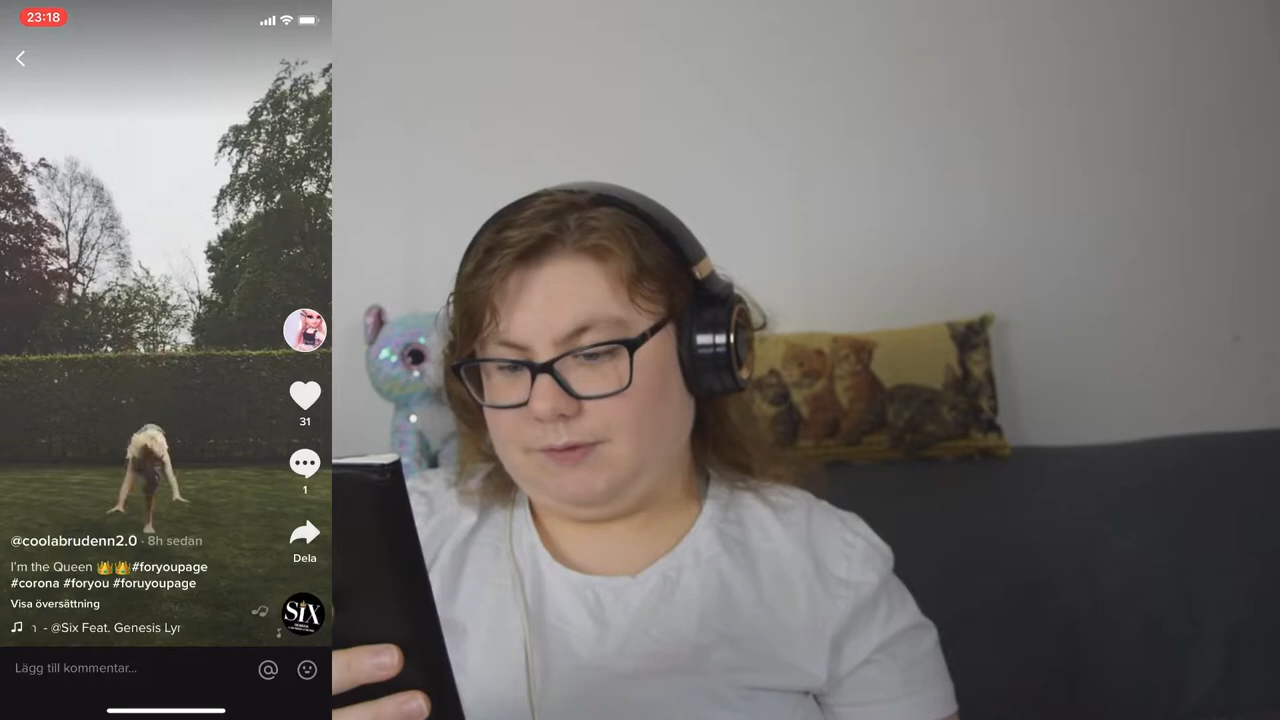 23:18
31
1
@coolabrudenn2.0 · 8h sedan
Dela
I'm the Queen 👑👑#foryoupage
#corona #foryou #foruyoupage
Visa översättning
SIX
n - @Six Feat. Genesis Lyr
Lägg till kommentar...